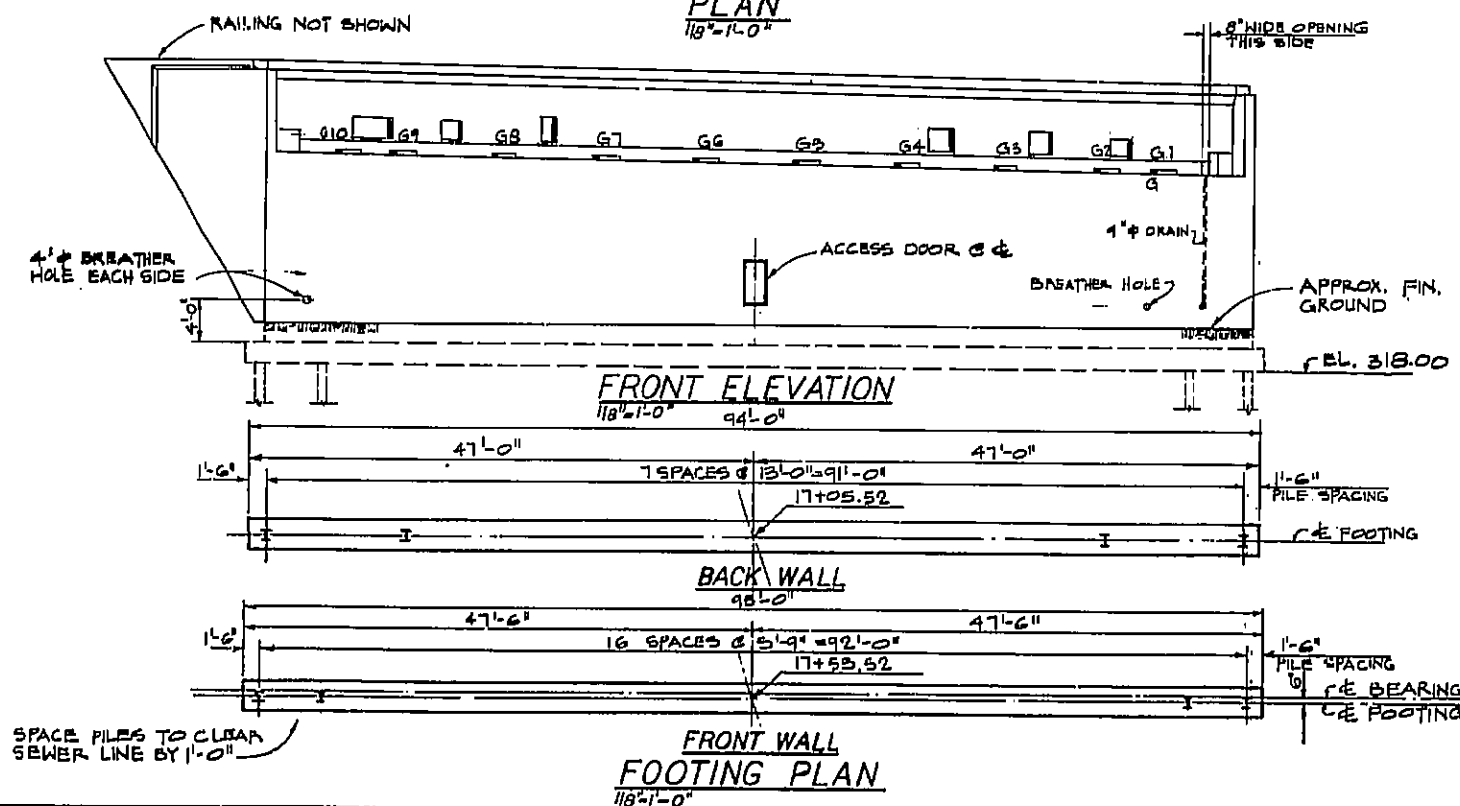 PLAN
1/8"=1'-0"
RAILING NOT SHOWN
8" WIDE OPENING
THIS SIDE
G10 G9 G8 G7 G6 G5 G4 G3 G2 G1
G
4" φ DRAIN
4' φ BREATHER
HOLE EACH SIDE
ACCESS DOOR @ ℄
BREATHER HOLE
APPROX. FIN.
GROUND
4'-0"
EL. 318.00
FRONT ELEVATION
1/8"=1'-0"
94'-0"
47'-0" 47'-0"
1'-6" 7 SPACES @ 13'-0"=91'-0" 1'-6"
PILE SPACING
17+05.52
℄ FOOTING
BACK WALL
95'-0"
47'-6" 47'-6"
1'-6" 16 SPACES @ 5'-9" =92'-0" 1'-6"
PILE SPACING
17+53.52
6"
℄ BEARING
℄ FOOTING
SPACE PILES TO CLEAR
SEWER LINE BY 1'-0"
FRONT WALL
FOOTING PLAN
1/8"=1'-0"